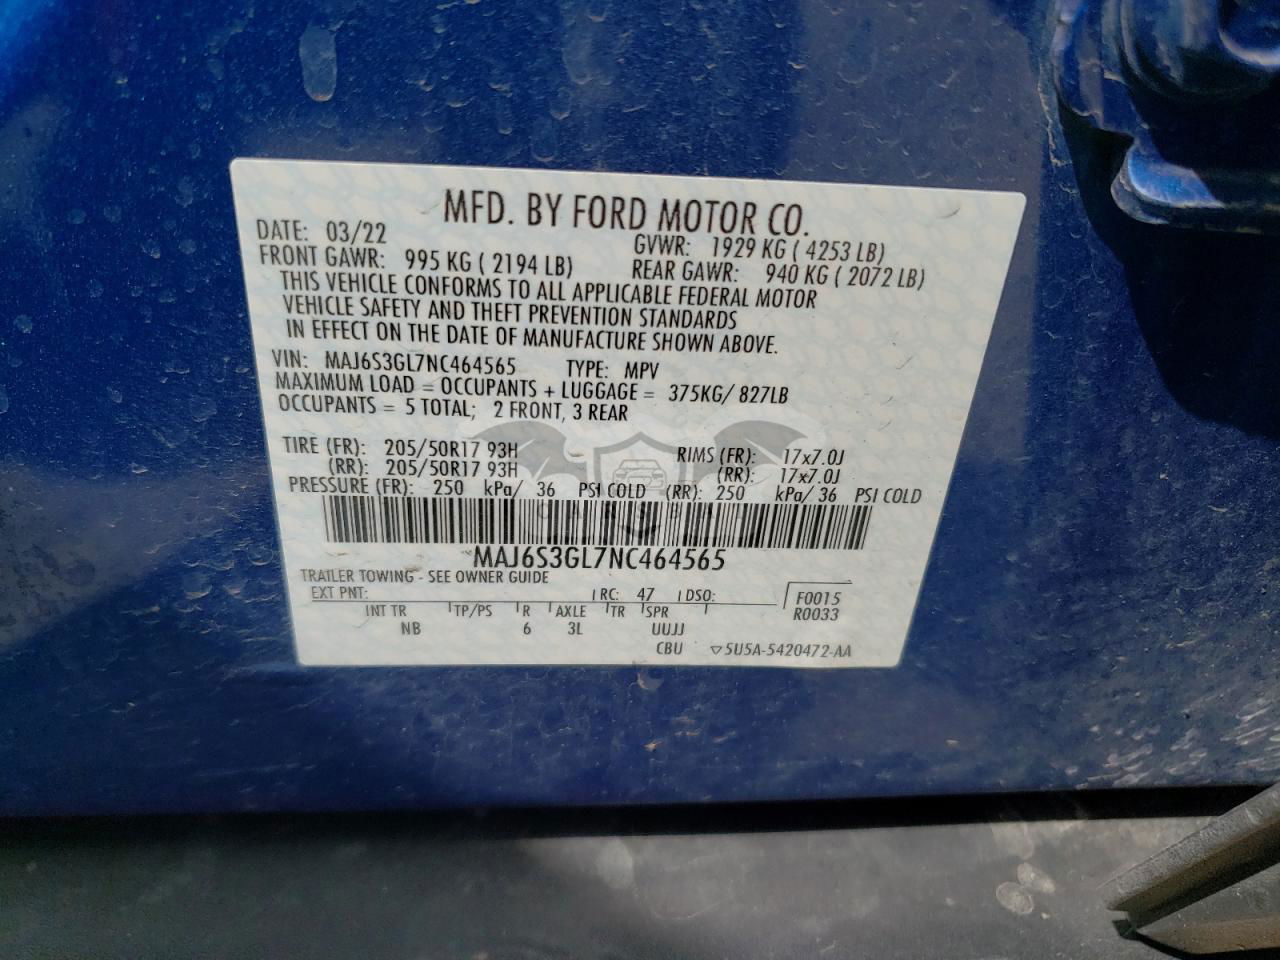 MFD. BY FORD MOTOR CO.
DATE: 03/22 GVWR: 1929 KG ( 4253 LB)
FRONT GAWR: 995 KG ( 2194 LB) REAR GAWR: 940 KG ( 2072 LB)
THIS VEHICLE CONFORMS TO ALL APPLICABLE FEDERAL MOTOR
VEHICLE SAFETY AND THEFT PREVENTION STANDARDS
IN EFFECT ON THE DATE OF MANUFACTURE SHOWN ABOVE.
VIN: MAJ6S3GL7NC464565 TYPE: MPV
MAXIMUM LOAD = OCCUPANTS + LUGGAGE = 375KG/ 827LB
OCCUPANTS = 5 TOTAL; 2 FRONT, 3 REAR
TIRE (FR): 205/50R17 93H RIMS (FR): 17x7.0J
(RR): 205/50R17 93H (RR): 17x7.0J
PRESSURE (FR): 250 kPa/ 36 PSI COLD (RR): 250 kPa/ 36 PSI COLD
MAJ6S3GL7NC464565
TRAILER TOWING - SEE OWNER GUIDE
EXT PNT: RC: 47 DSO: F0015
INT TR TP/PS R AXLE TR SPR R0033
NB 6 3L UUJJ
CBU 5U5A-5420472-AA